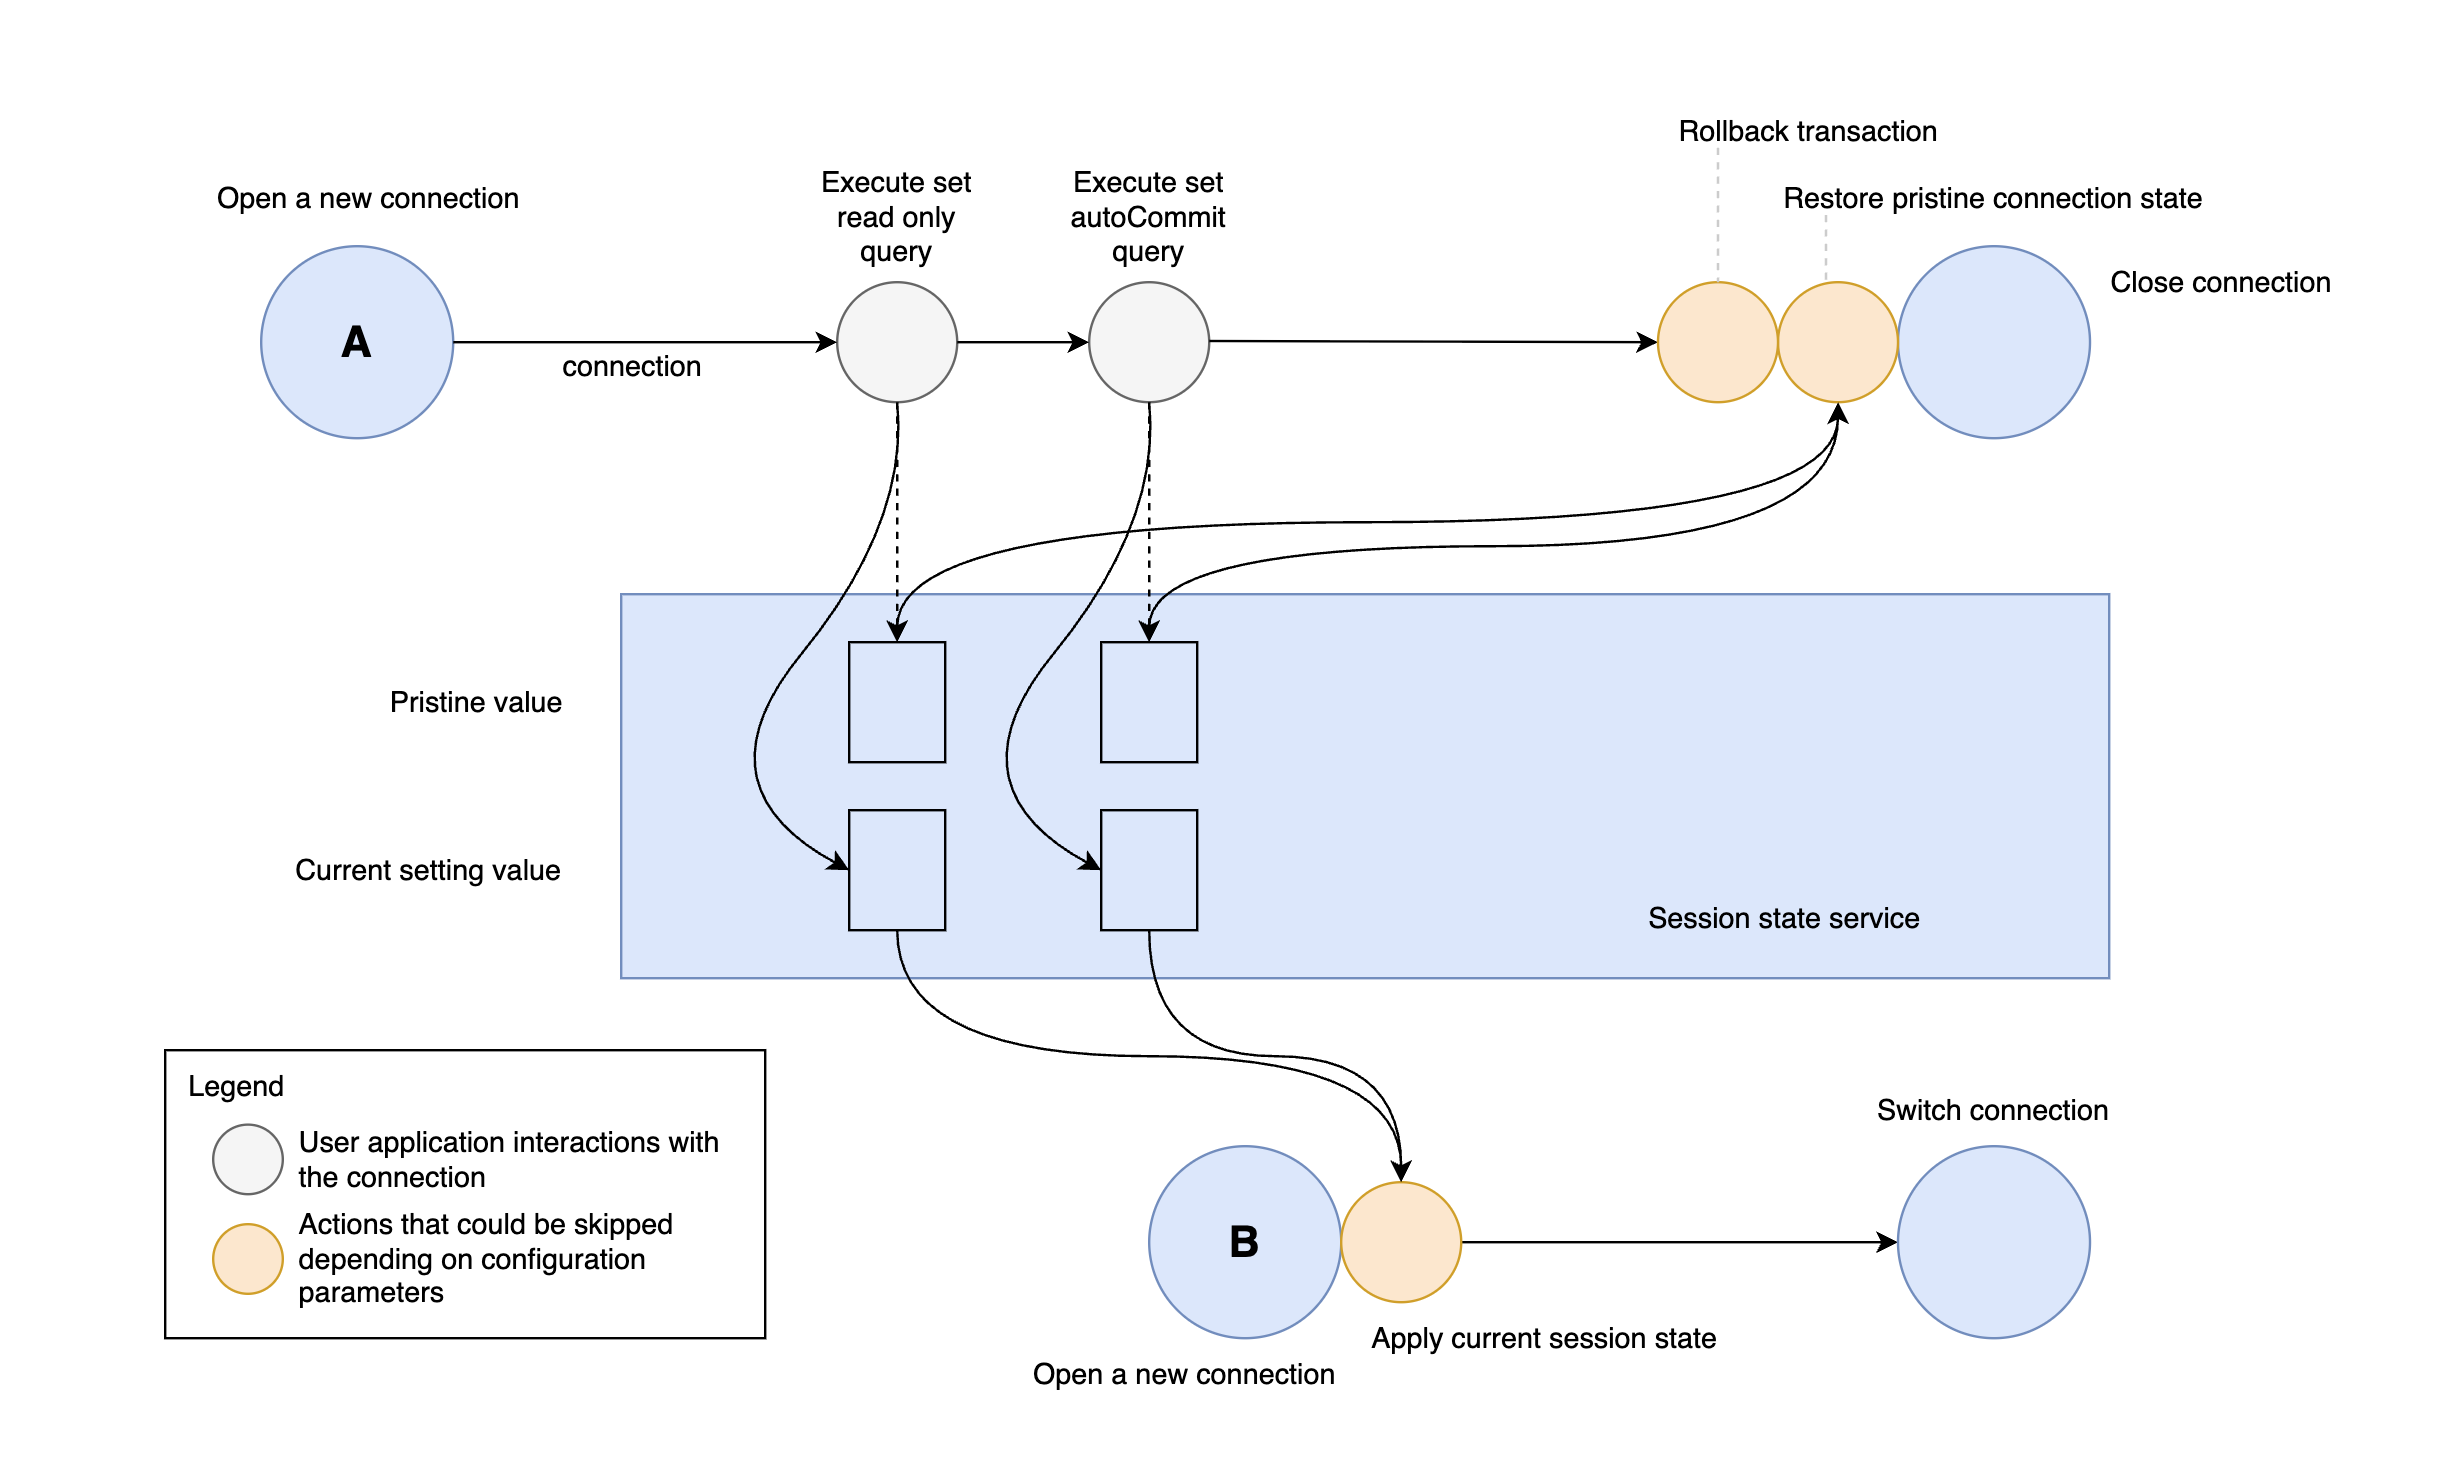 Rollback transaction
Open a new connection
Execute set
read only
query
Execute set
autoCommit
query
Restore pristine connection state
Close connection
A
connection
Pristine value
Current setting value
Session state service
Legend
User application interactions with
the connection
Actions that could be skipped
depending on configuration
parameters
Switch connection
B
Apply current session state
Open a new connection